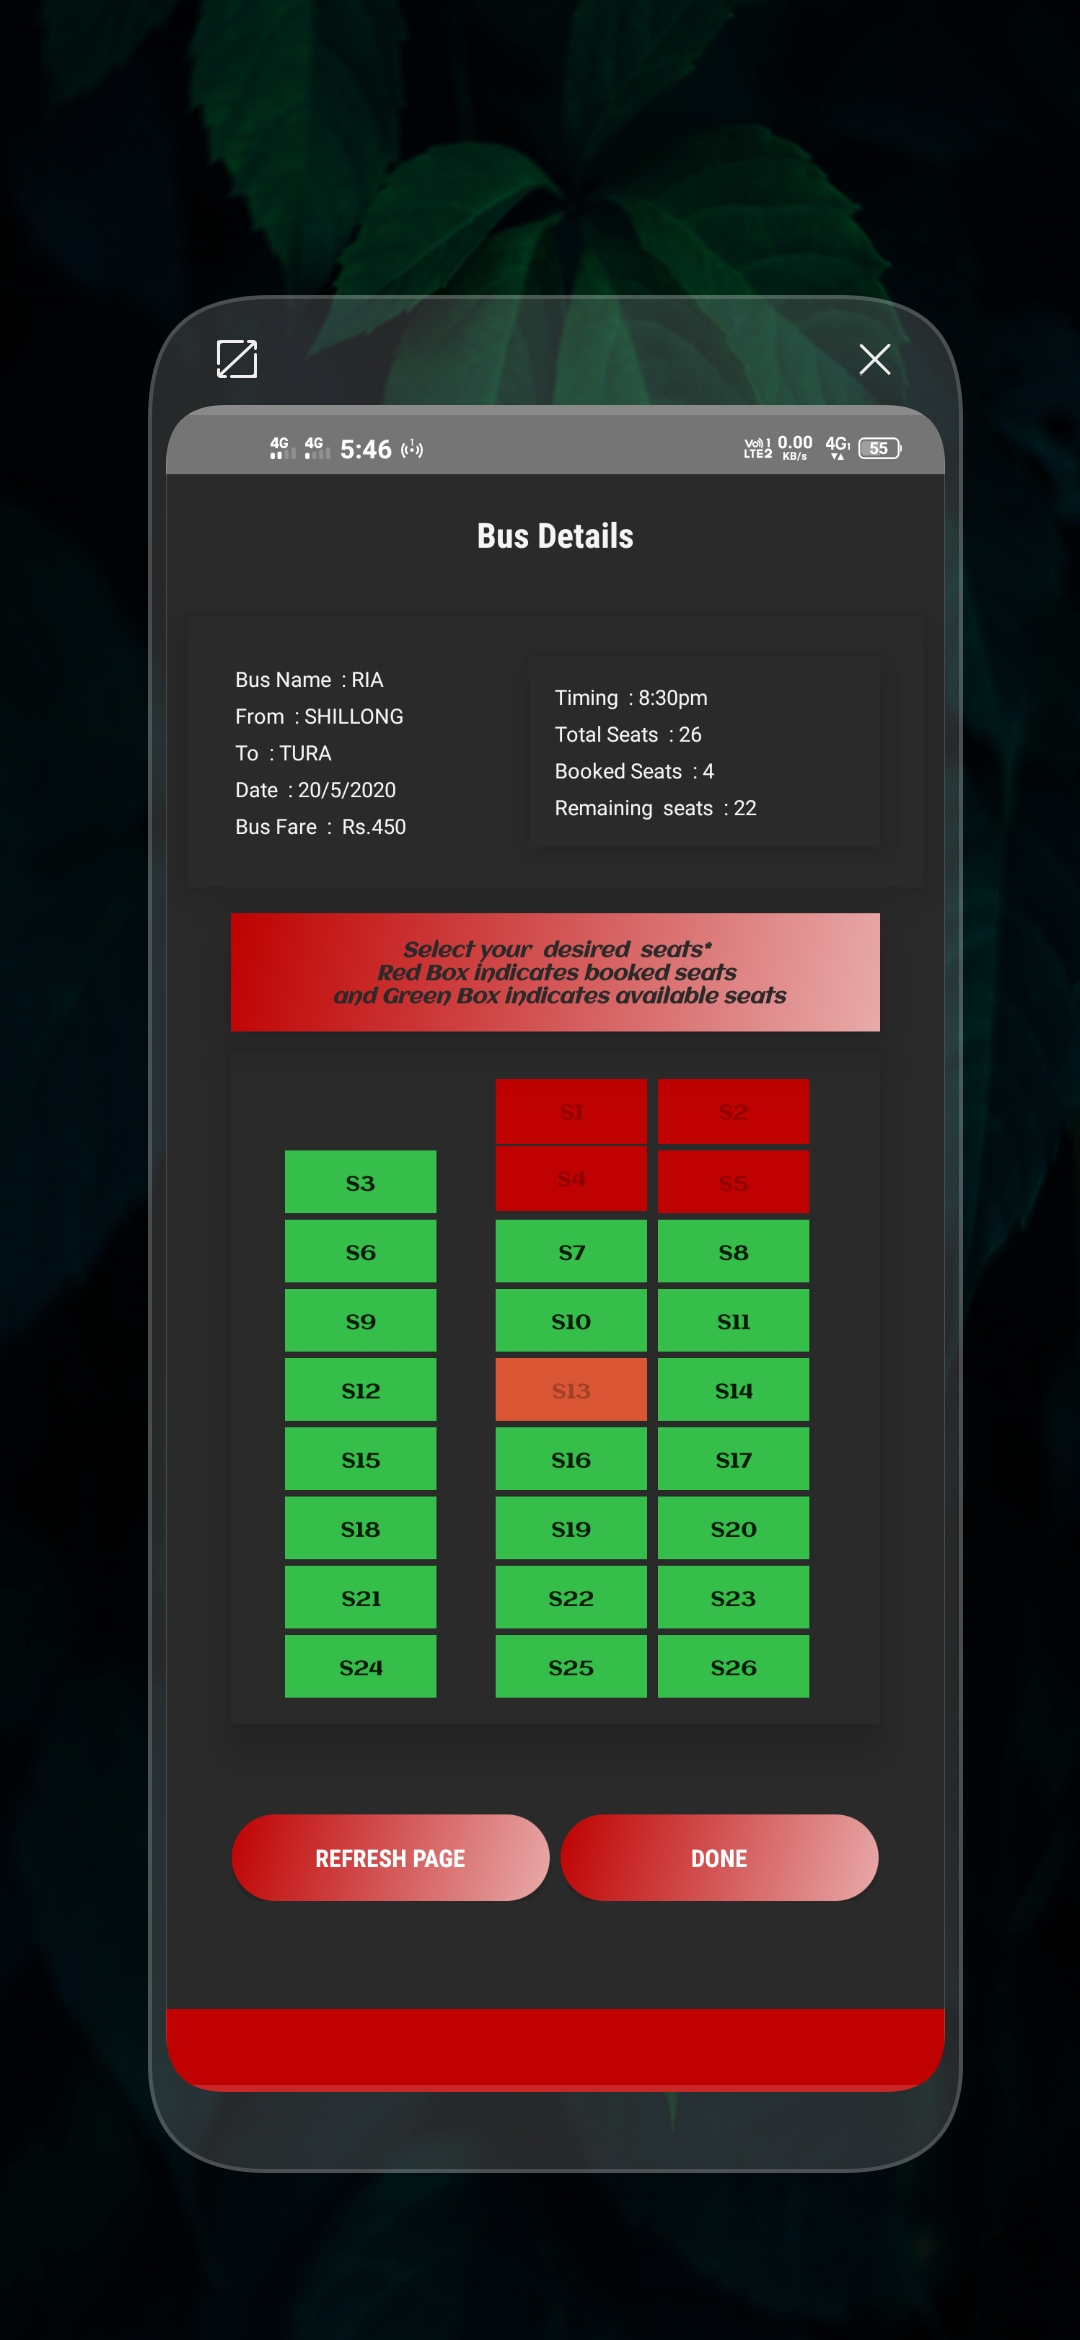 4G 4G 5:46 Vo)) 1 LTE2 0.00 KB/s 4G1 55
Bus Details
Bus Name : RIA
From : SHILLONG
To : TURA
Date : 20/5/2020
Bus Fare : Rs.450
Timing : 8:30pm
Total Seats : 26
Booked Seats : 4
Remaining seats : 22
Select your desired seats*
Red Box indicates booked seats
and Green Box indicates available seats
S1 S2
S3 S4 S5
S6 S7 S8
S9 S10 S11
S12 S13 S14
S15 S16 S17
S18 S19 S20
S21 S22 S23
S24 S25 S26
REFRESH PAGE DONE